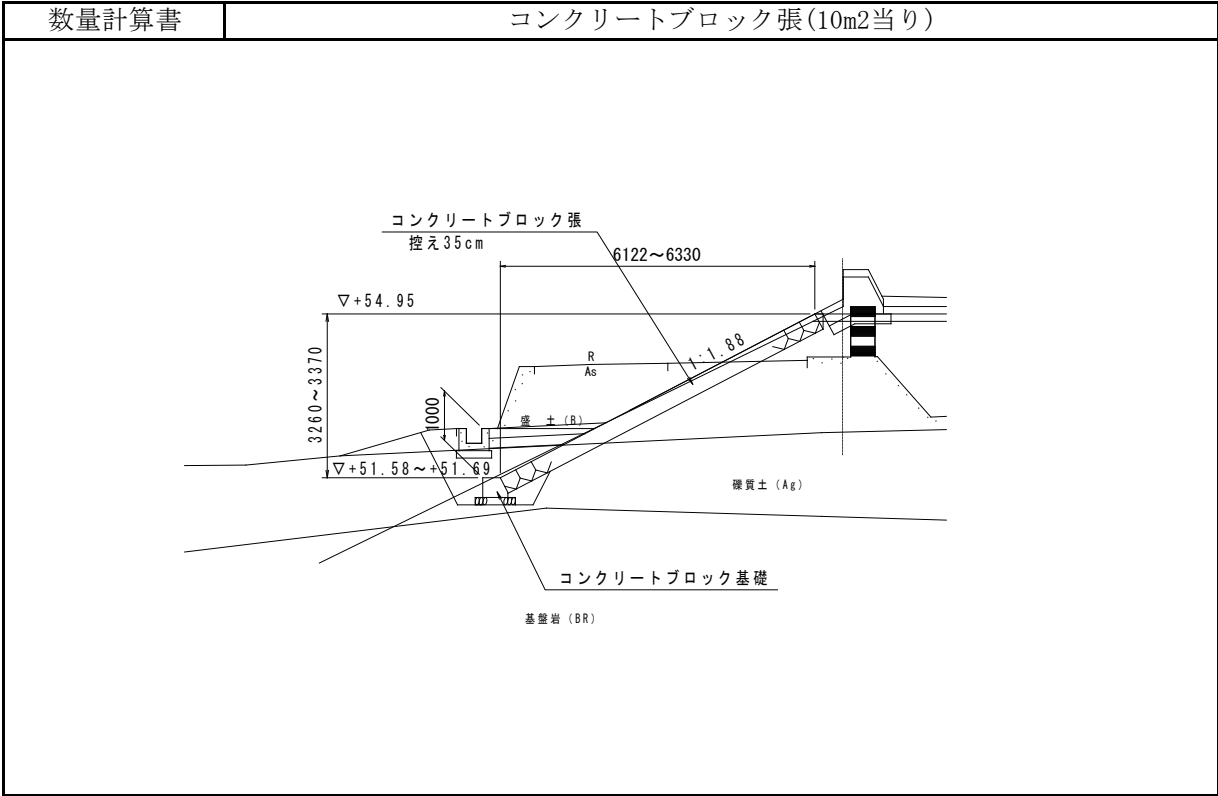 数量計算書
コンクリートブロック張(10m2当り)
コンクリートブロック張
控え35cm
6122～6330
▽+54.95
1:1.88
R
As
3260～3370
1000
盛土(B)
▽+51.58～+51.69
礫質土(Ag)
コンクリートブロック基礎
基盤岩(BR)